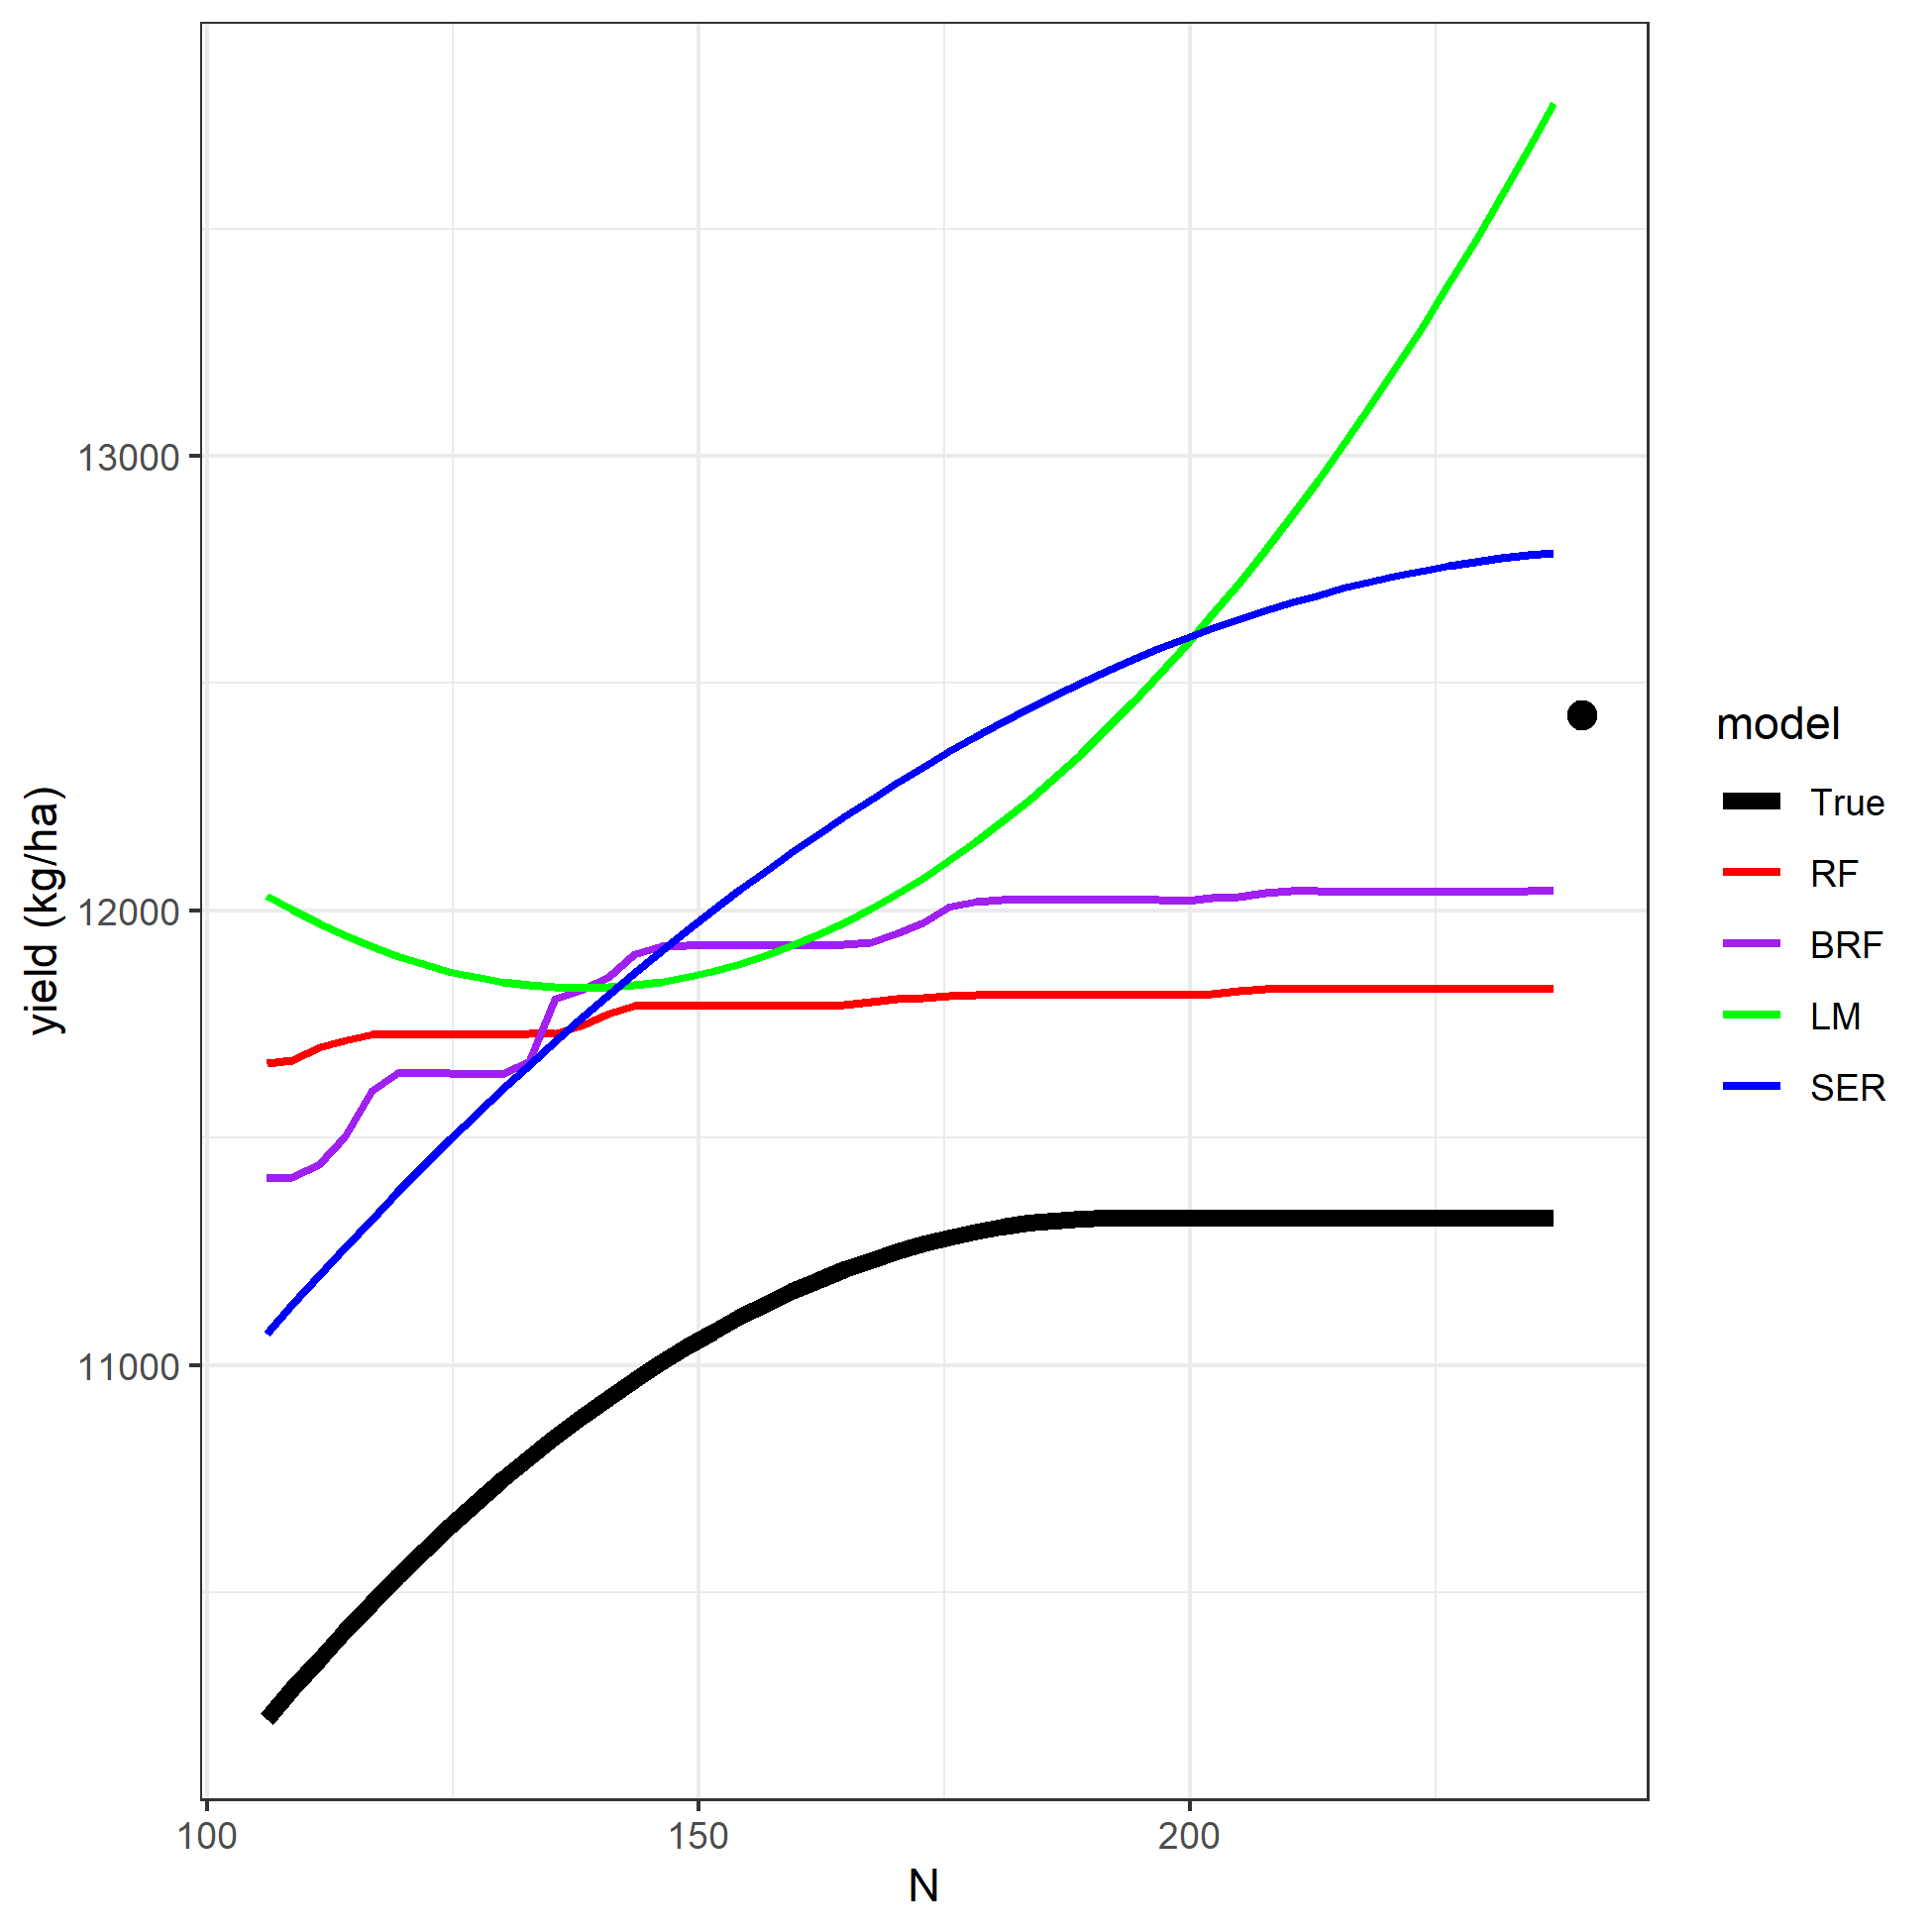 yield (kg/ha)
13000
12000
11000
100
150
200
N
model
True
RF
BRF
LM
SER